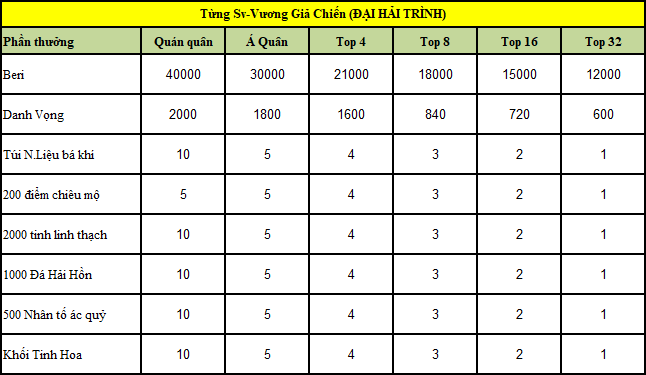 Từng Sv-Vương Giả Chiến (ĐẠI HẢI TRÌNH)
Phần thưởng Quán quân Á Quân Top 4 Top 8 Top 16 Top 32
Beri 40000 30000 21000 18000 15000 12000
Danh Vọng 2000 1800 1600 840 720 600
Túi N.Liệu bá khí 10 5 4 3 2 1
200 điểm chiêu mộ 5 5 4 3 2 1
2000 tinh linh thạch 10 5 4 3 2 1
1000 Đá Hải Hồn 10 5 4 3 2 1
500 Nhân tố ác quỷ 10 5 4 3 2 1
Khối Tinh Hoa 10 5 4 3 2 1